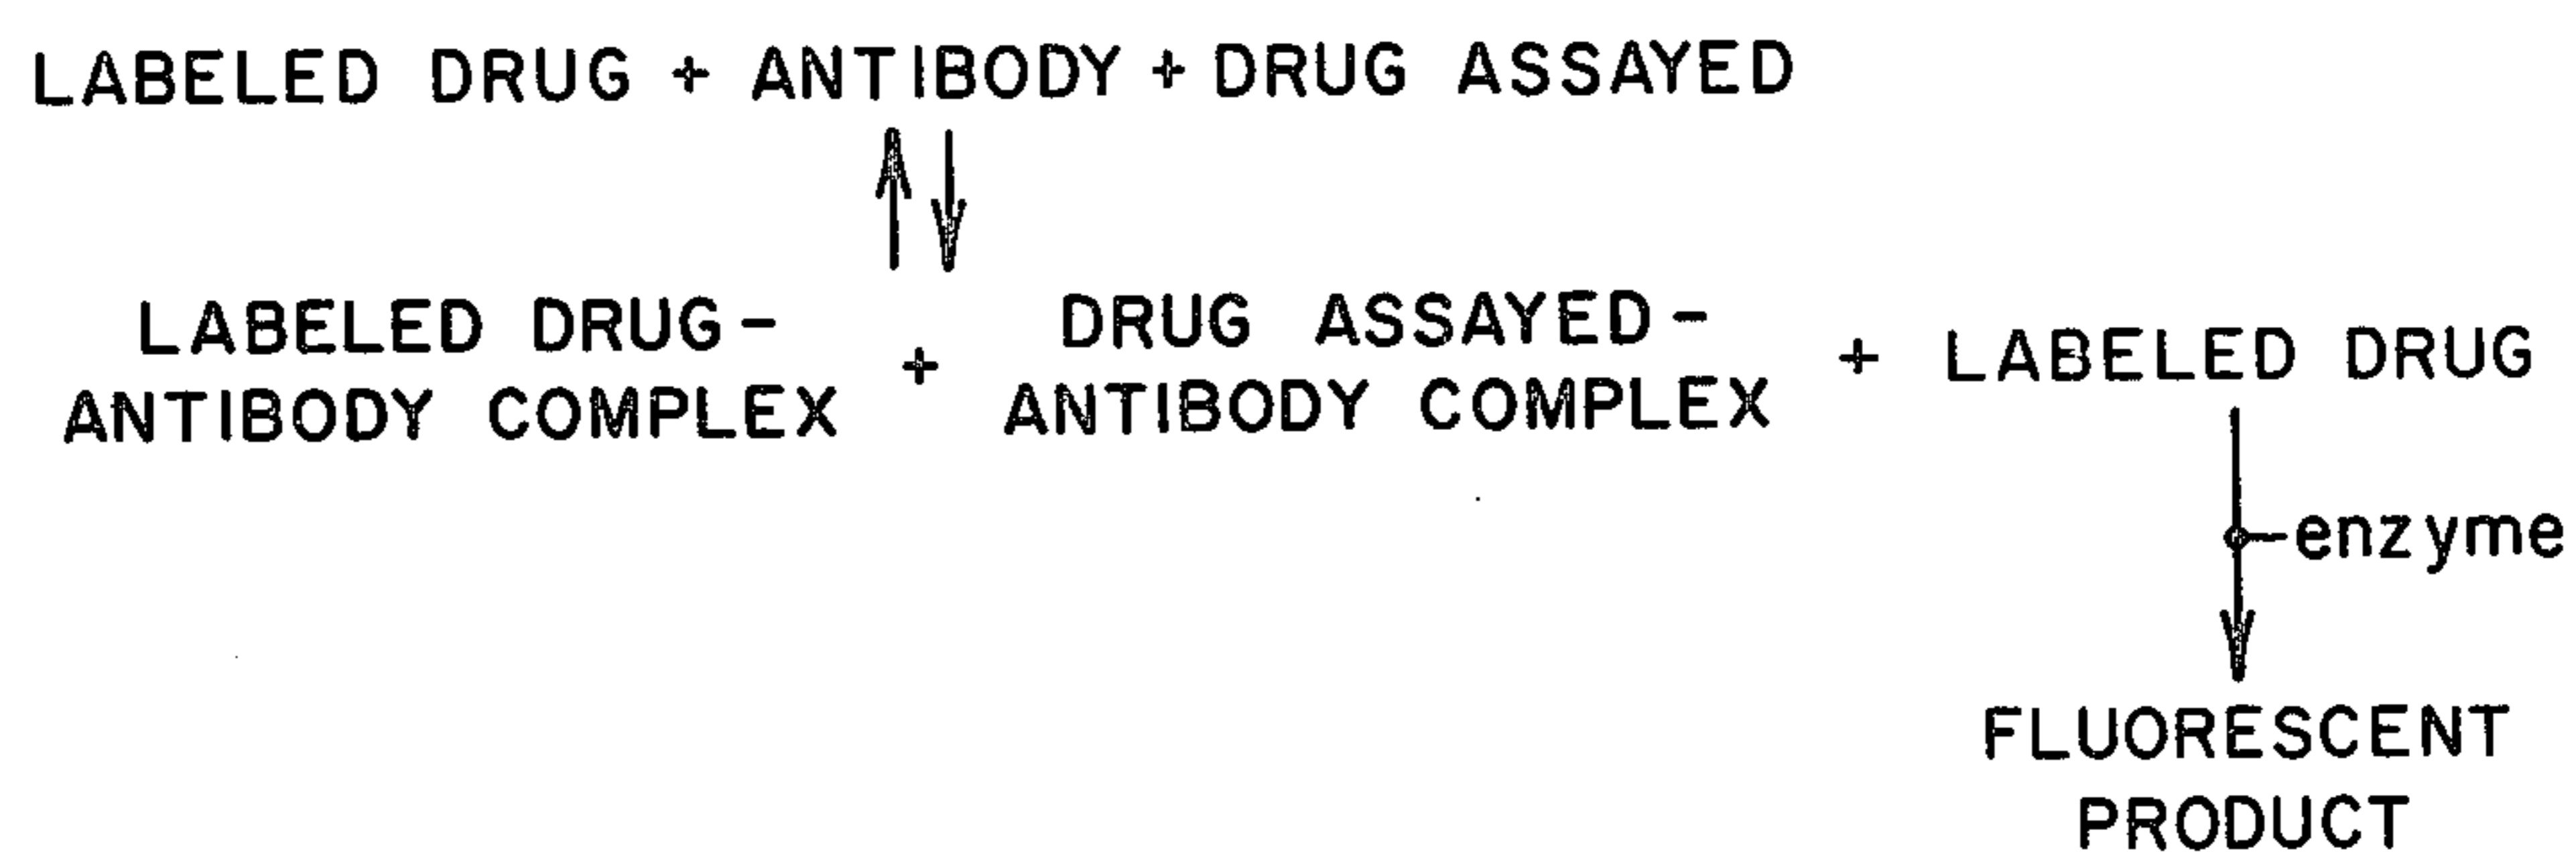 LABELED DRUG + ANTIBODY + DRUG ASSAYED
LABELED DRUG-
ANTIBODY COMPLEX
+
DRUG ASSAYED-
ANTIBODY COMPLEX
+ LABELED DRUG
enzyme
FLUORESCENT
PRODUCT